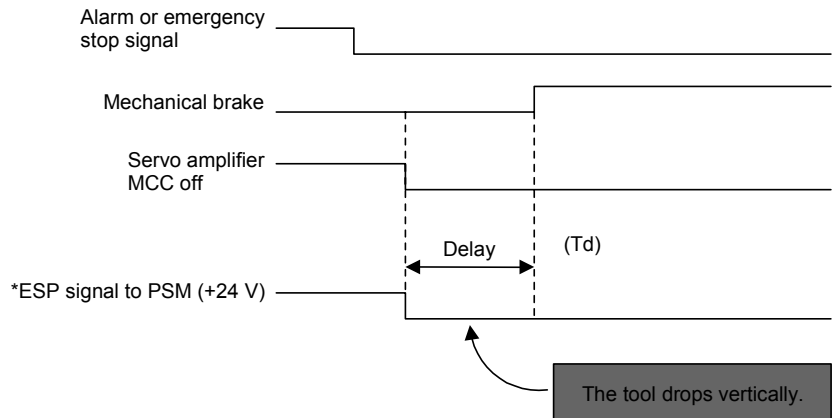 Alarm or emergency
stop signal
Mechanical brake
Servo amplifier
MCC off
Delay
(Td)
*ESP signal to PSM (+24 V)
The tool drops vertically.